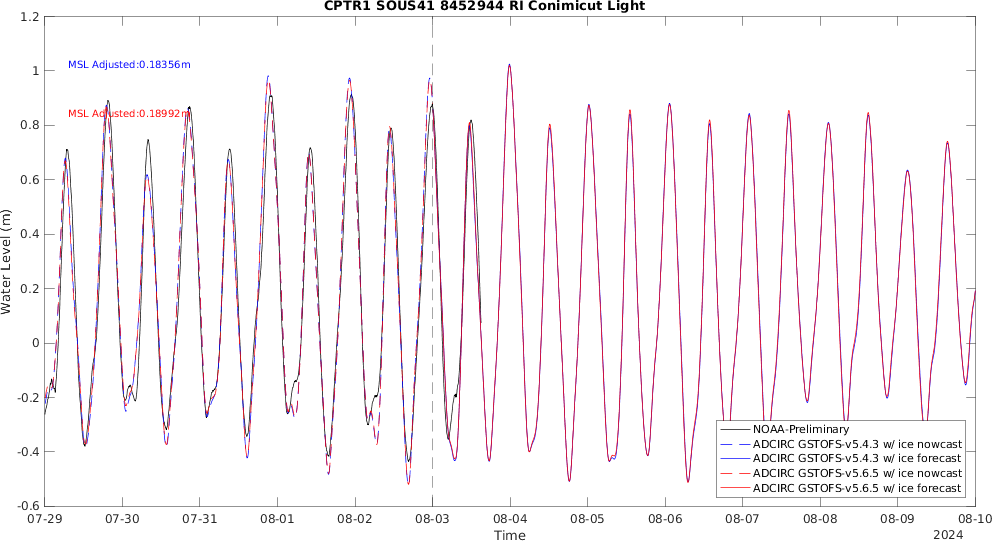 CPTR1 SOUS41 8452944 RI Conimicut Light
1.2
1
0.8
0.6
0.4
0.2
0
-0.2
-0.4
-0.6
Water Level (m)
MSL Adjusted:0.18356m
MSL Adjusted:0.18992m
NOAA-Preliminary
ADCIRC GSTOFS-v5.4.3 w/ ice nowcast
ADCIRC GSTOFS-v5.4.3 w/ ice forecast
ADCIRC GSTOFS-v5.6.5 w/ ice nowcast
ADCIRC GSTOFS-v5.6.5 w/ ice forecast
07-29 07-30 07-31 08-01 08-02 08-03 08-04 08-05 08-06 08-07 08-08 08-09 08-10
Time
2024